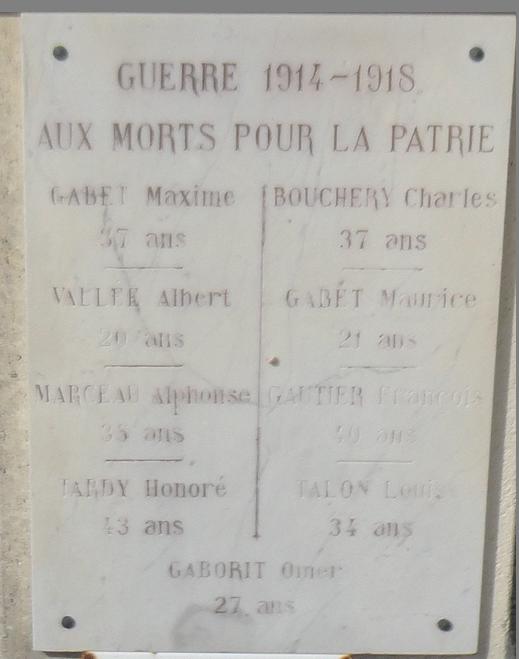 GUERRE 1914-1918
AUX MORTS POUR LA PATRIE
GABET Maxime
37 ans
VALLEE Albert
20 ans
MARCEAU Alphonse
ans
TARDY Honoré
43 ans
BOUCHERY Charles
37 ans
GABET Maurice
21 ans
GAUTIER François
40 ans
TALON Louis
34 ans
GABORIT Omer
27 ans